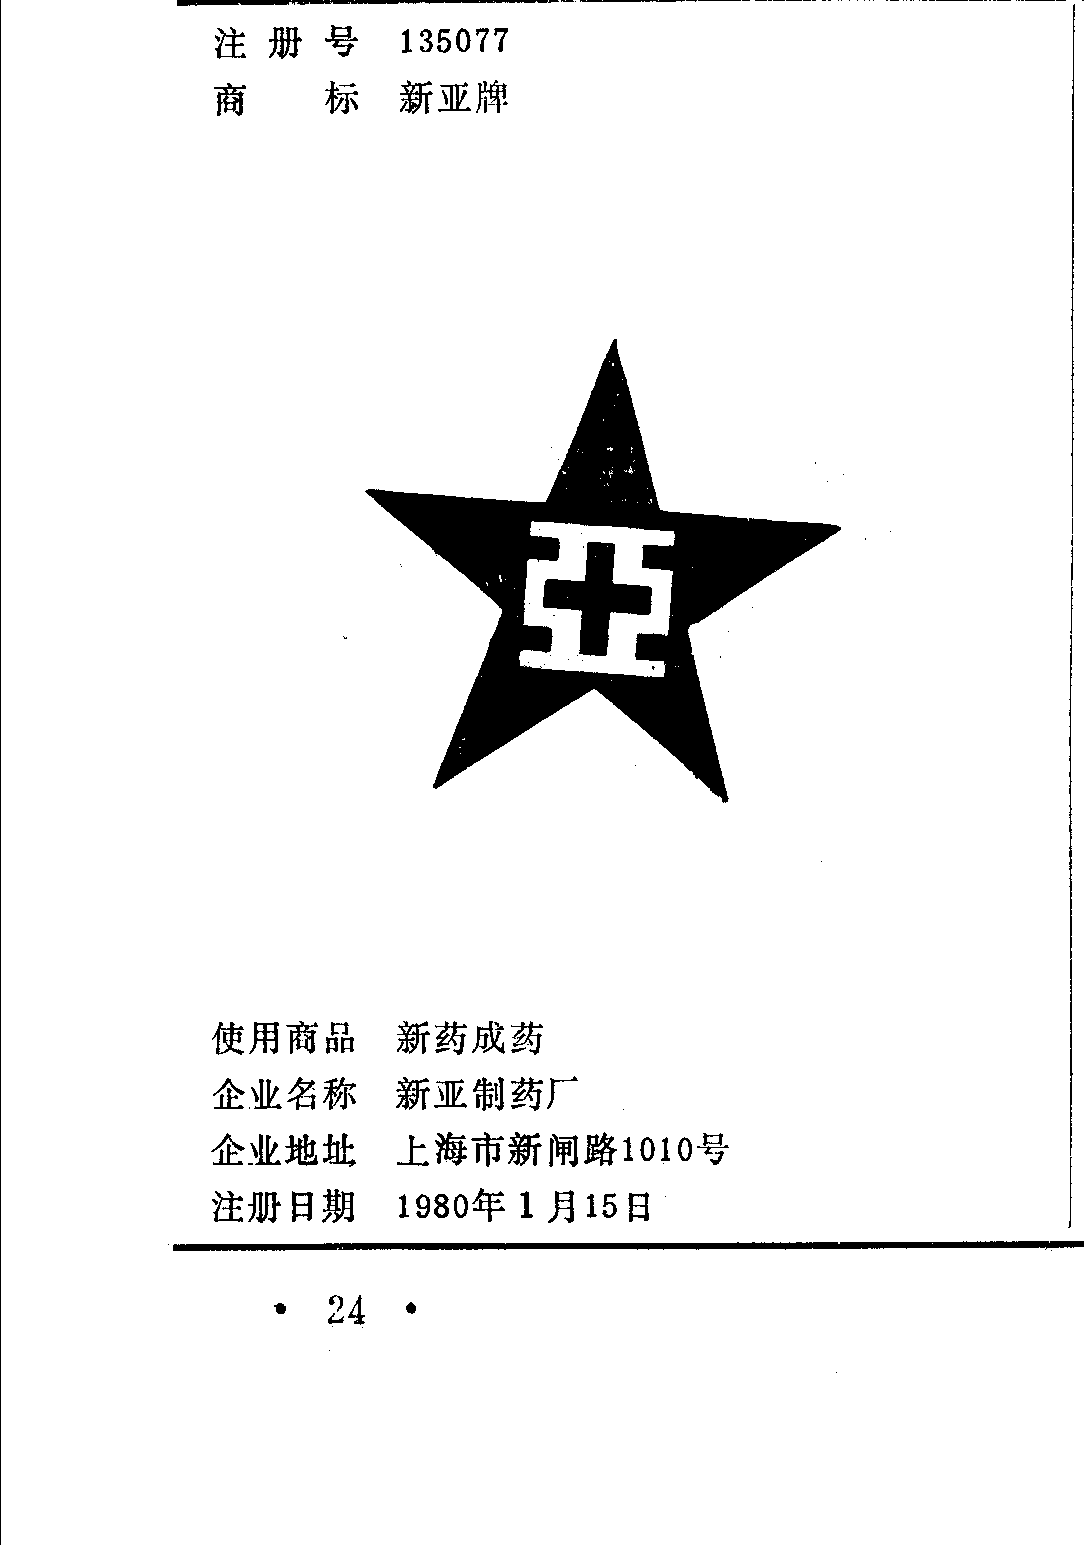 注册号 135077
商标 新亚牌
亞
使用商品 新药成药
企业名称 新亚制药厂
企业地址 上海市新闸路1010号
注册日期 1980年1月15日
· 24 ·